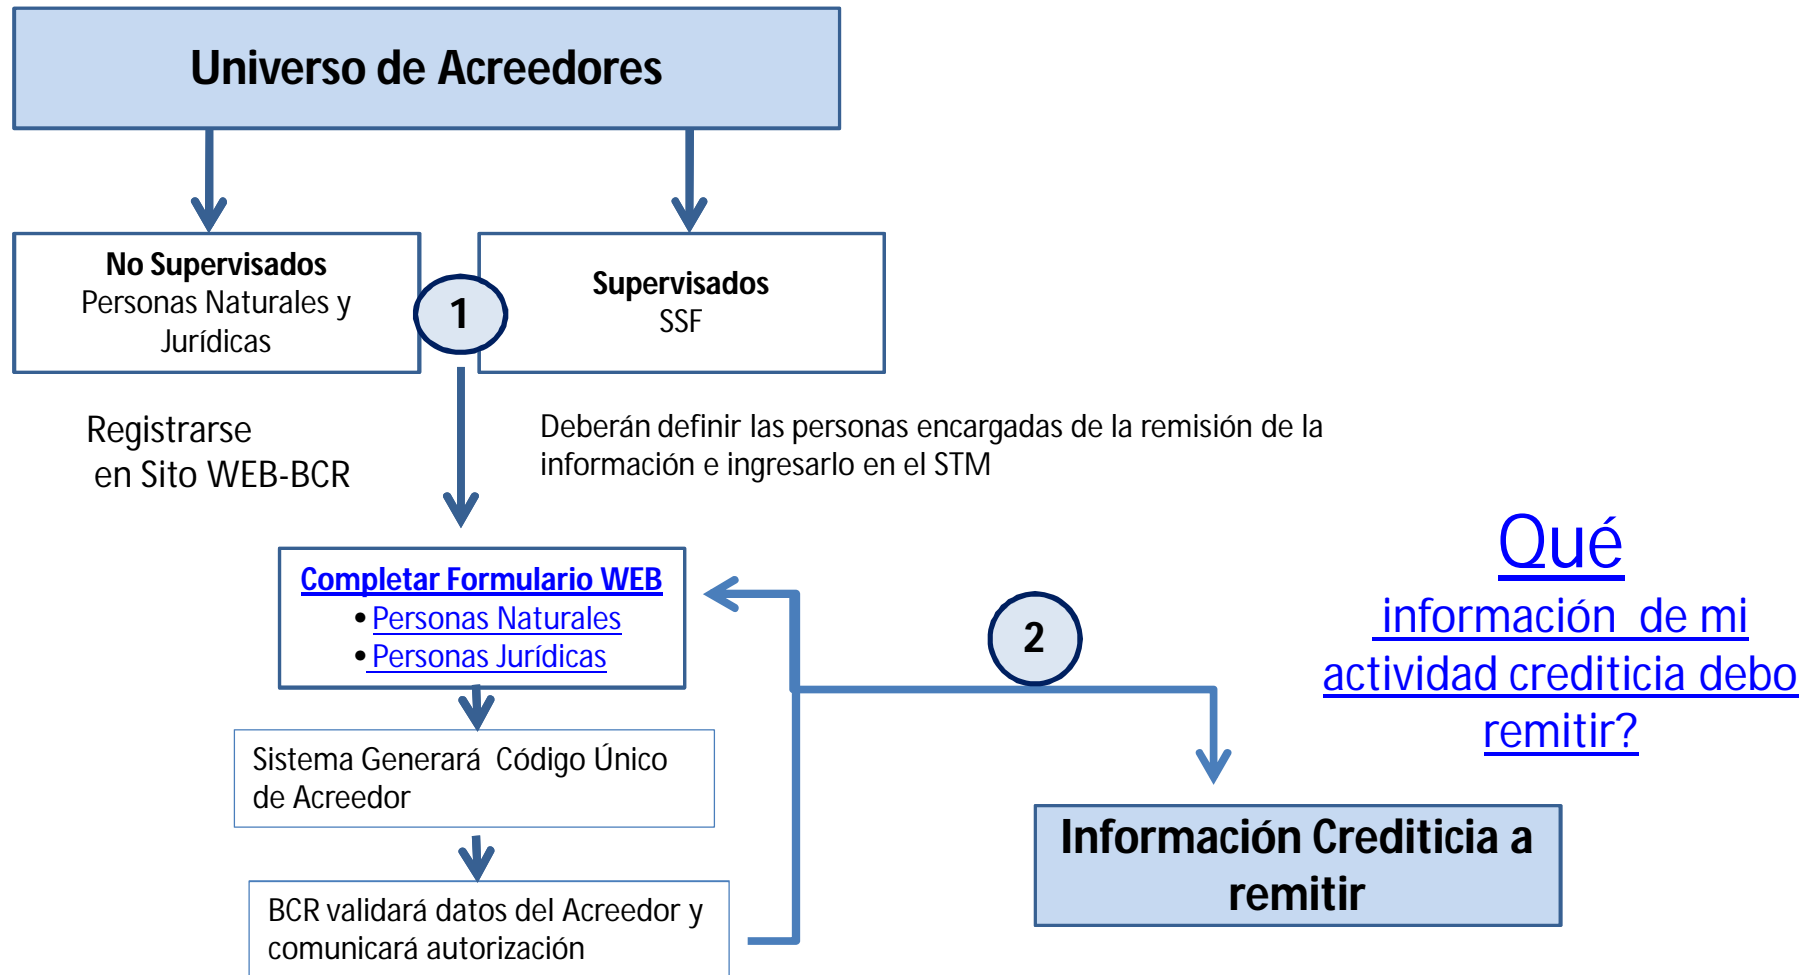 Universo de Acreedores
No Supervisados
Personas Naturales y
Jurídicas
1
Supervisados
SSF
Registrarse
en Sito WEB-BCR
Deberán definir las personas encargadas de la remisión de la
información e ingresarlo en el STM
Completar Formulario WEB
• Personas Naturales
• Personas Jurídicas
2
Qué
información de mi
actividad crediticia debo
remitir?
Sistema Generará Código Único
de Acreedor
Información Crediticia a
remitir
BCR validará datos del Acreedor y
comunicará autorización